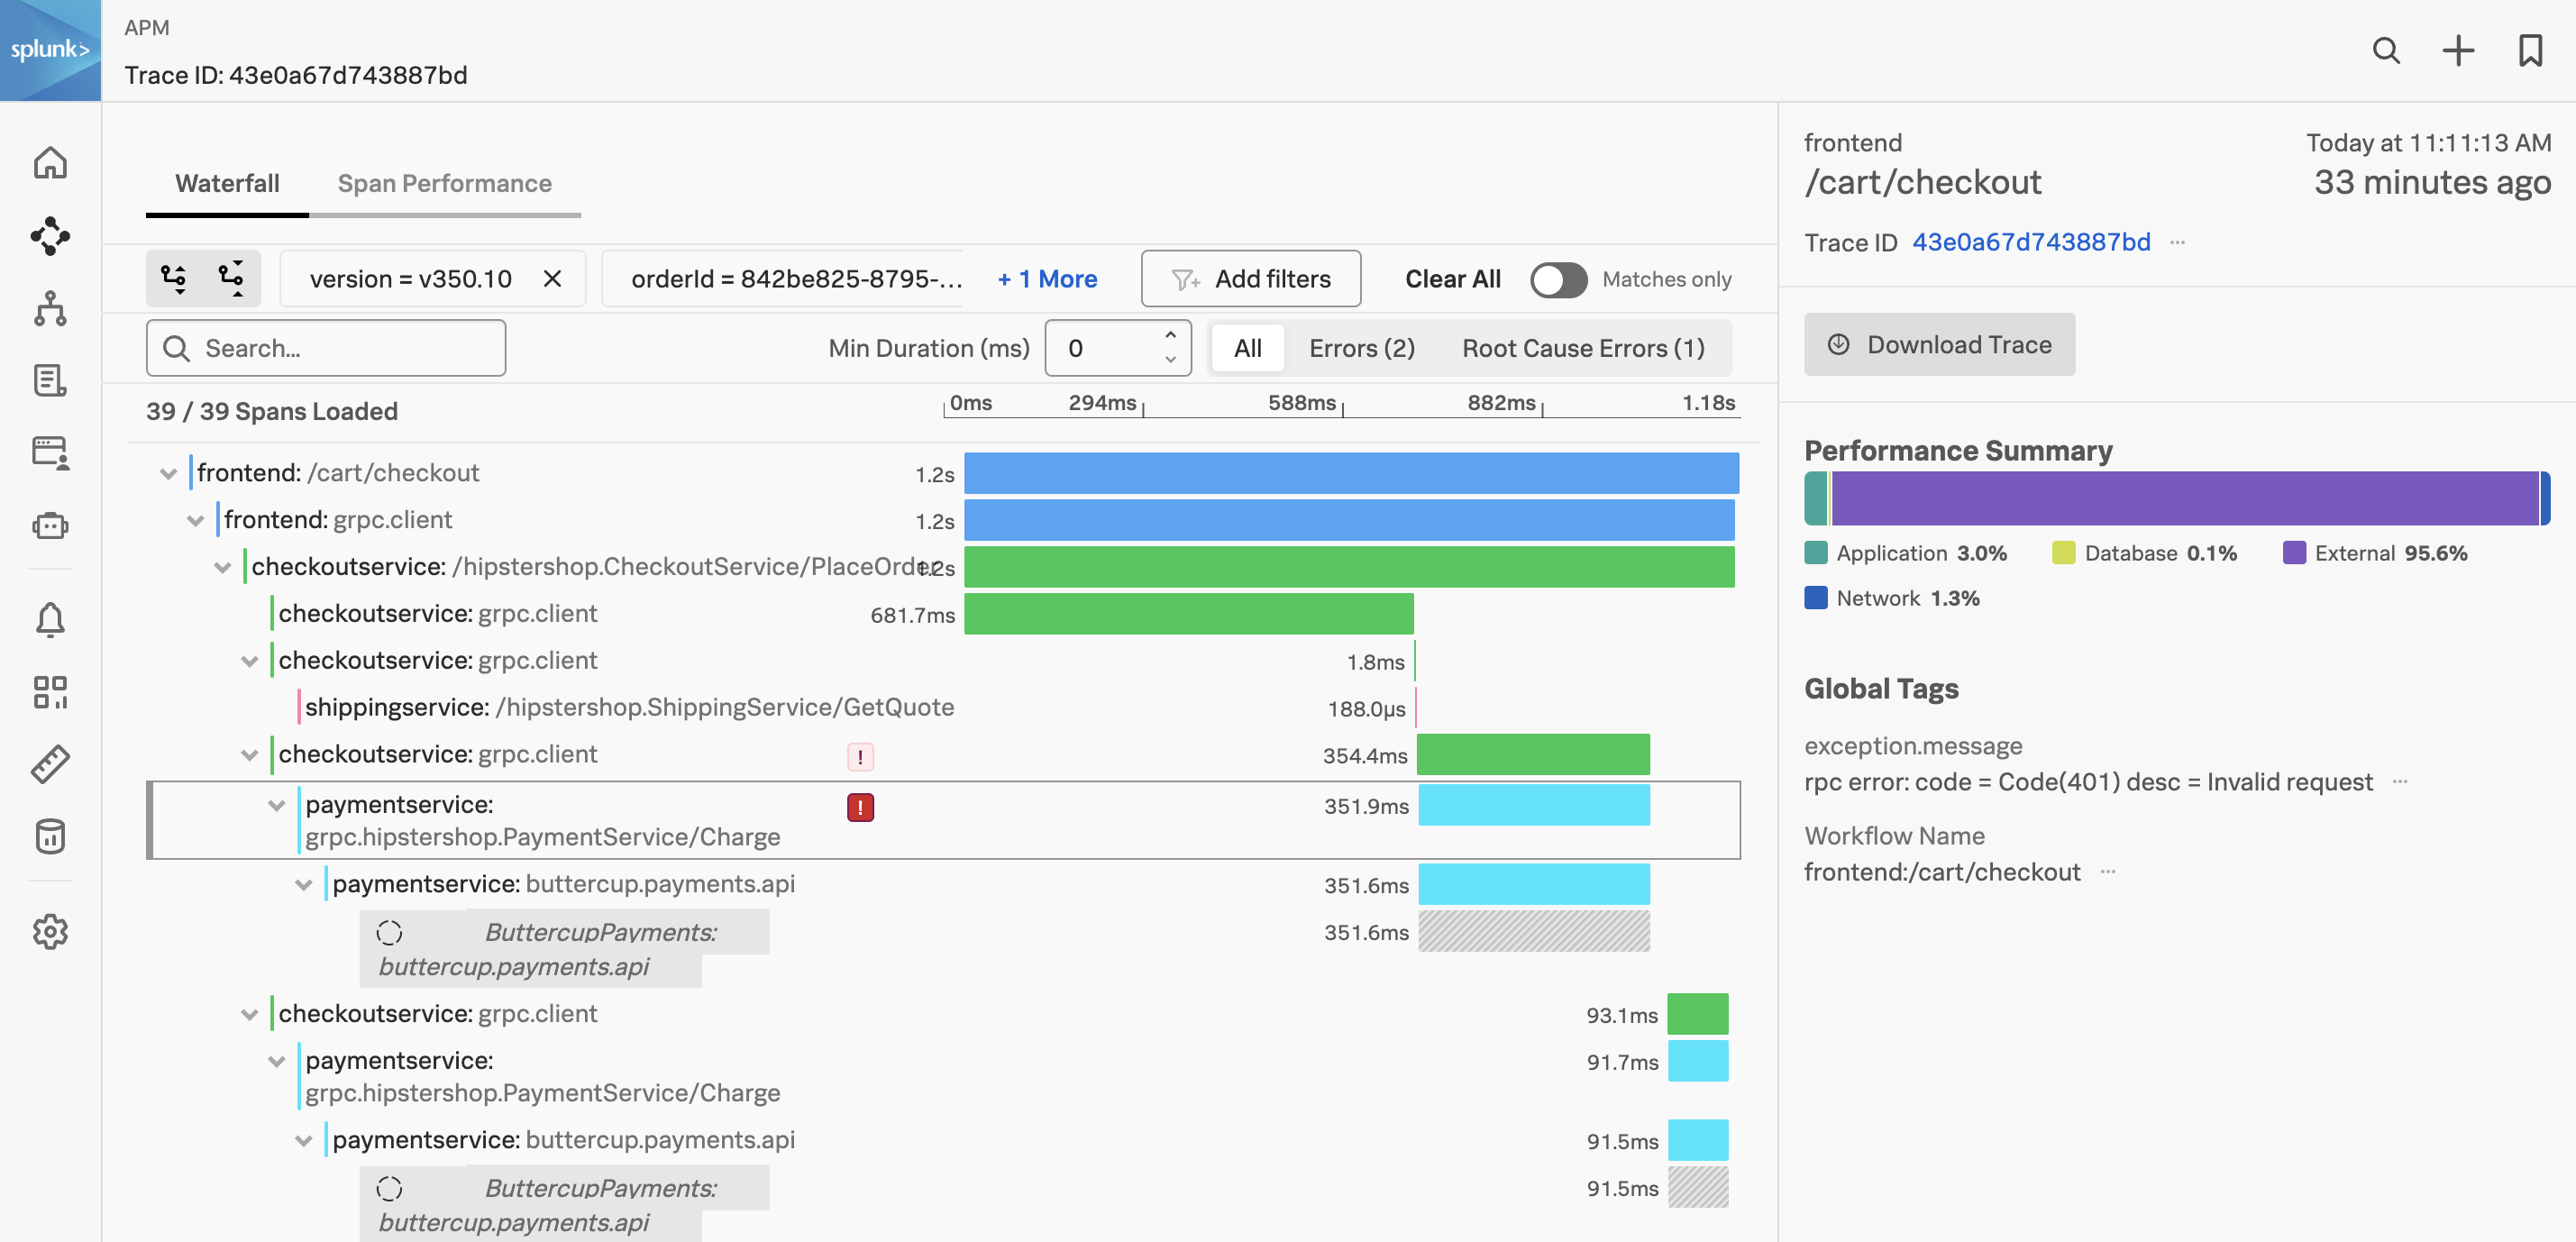 splunk>
APM
Trace ID: 43e0a67d743887bd
Waterfall
Span Performance
version = v350.10
orderId = 842be825-8795-...
+ 1 More
Add filters
Clear All
Matches only
Search...
Min Duration (ms)
0
All
Errors (2)
Root Cause Errors (1)
39 / 39 Spans Loaded
0ms
294ms
588ms
882ms
1.18s
frontend: /cart/checkout
1.2s
frontend: grpc.client
1.2s
checkoutservice: /hipstershop.CheckoutService/PlaceOrder
1.2s
checkoutservice: grpc.client
681.7ms
checkoutservice: grpc.client
1.8ms
shippingservice: /hipstershop.ShippingService/GetQuote
188.0µs
checkoutservice: grpc.client
!
354.4ms
paymentservice:
grpc.hipstershop.PaymentService/Charge
!
351.9ms
paymentservice: buttercup.payments.api
351.6ms
ButtercupPayments:
buttercup.payments.api
351.6ms
checkoutservice: grpc.client
93.1ms
paymentservice:
grpc.hipstershop.PaymentService/Charge
91.7ms
paymentservice: buttercup.payments.api
91.5ms
ButtercupPayments:
buttercup.payments.api
91.5ms
frontend
Today at 11:11:13 AM
/cart/checkout
33 minutes ago
Trace ID 43e0a67d743887bd ...
Download Trace
Performance Summary
Application 3.0%
Database 0.1%
External 95.6%
Network 1.3%
Global Tags
exception.message
rpc error: code = Code(401) desc = Invalid request ...
Workflow Name
frontend:/cart/checkout ...